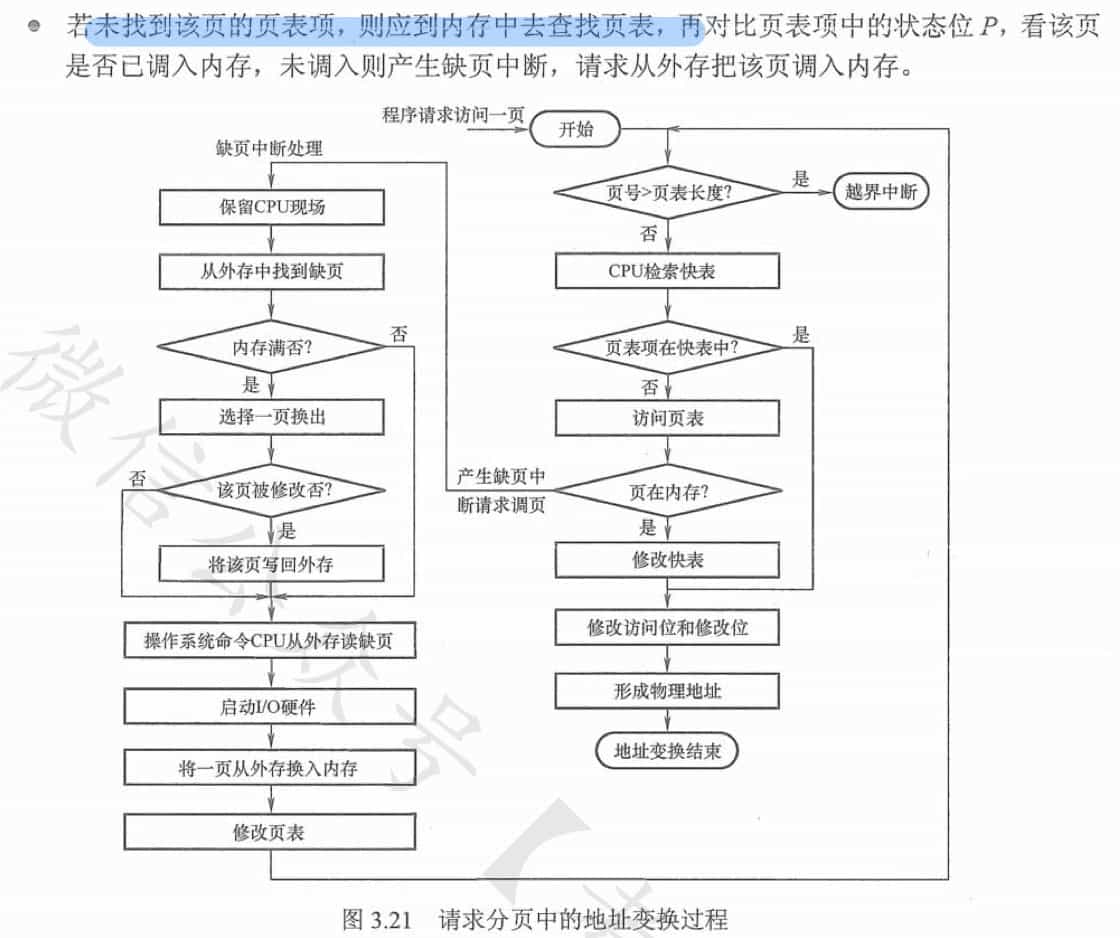 若未找到该页的页表项，则应到内存中去查找页表，再对比页表项中的状态位 P，看该页
是否已调入内存，未调入则产生缺页中断，请求从外存把该页调入内存。
程序请求访问一页
开始
缺页中断处理
保留CPU现场
从外存中找到缺页
内存满否？
否
是
选择一页换出
该页被修改否？
否
是
将该页写回外存
操作系统命令CPU从外存读缺页
启动I/O硬件
将一页从外存换入内存
修改页表
页号>页表长度？
是
越界中断
否
CPU检索快表
页表项在快表中？
是
否
访问页表
产生缺页中
断请求调页
页在内存？
是
修改快表
修改访问位和修改位
形成物理地址
地址变换结束
图 3.21 请求分页中的地址变换过程
微信公众号【